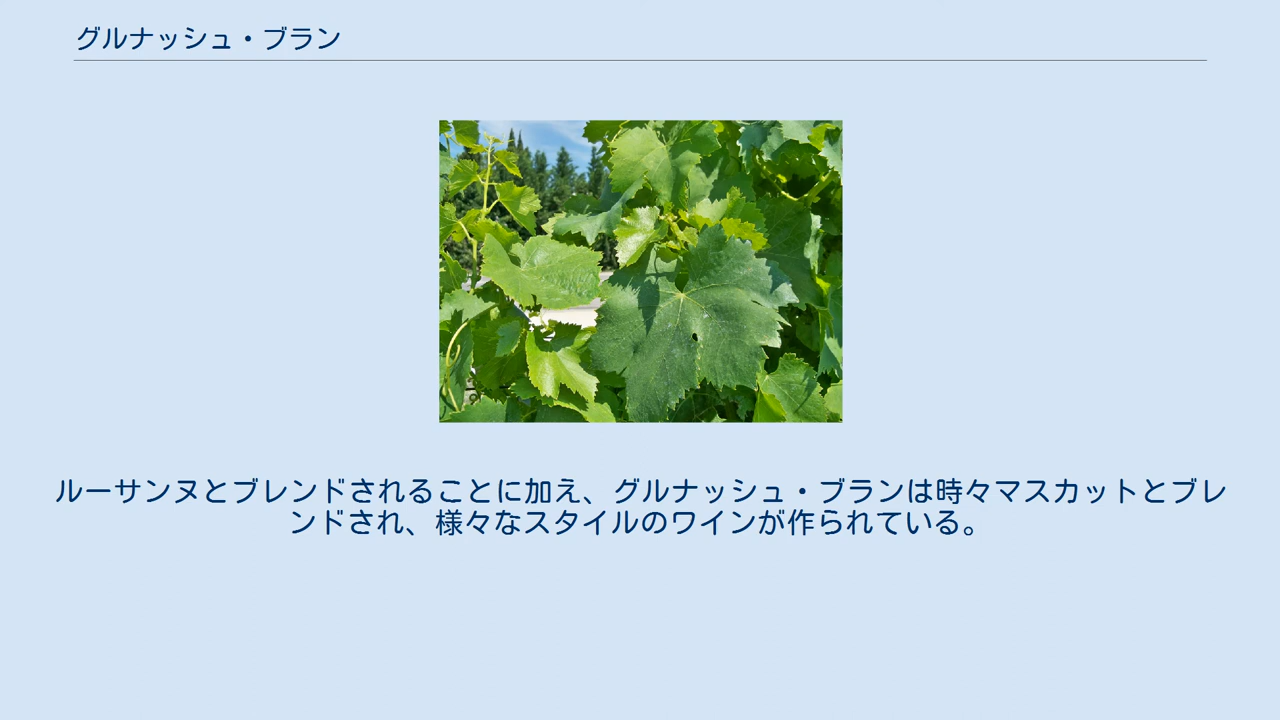 グルナッシュ・ブラン
ルーサンヌとブレンドされることに加え、グルナッシュ・ブランは時々マスカットとブレ
ンドされ、様々なスタイルのワインが作られている。